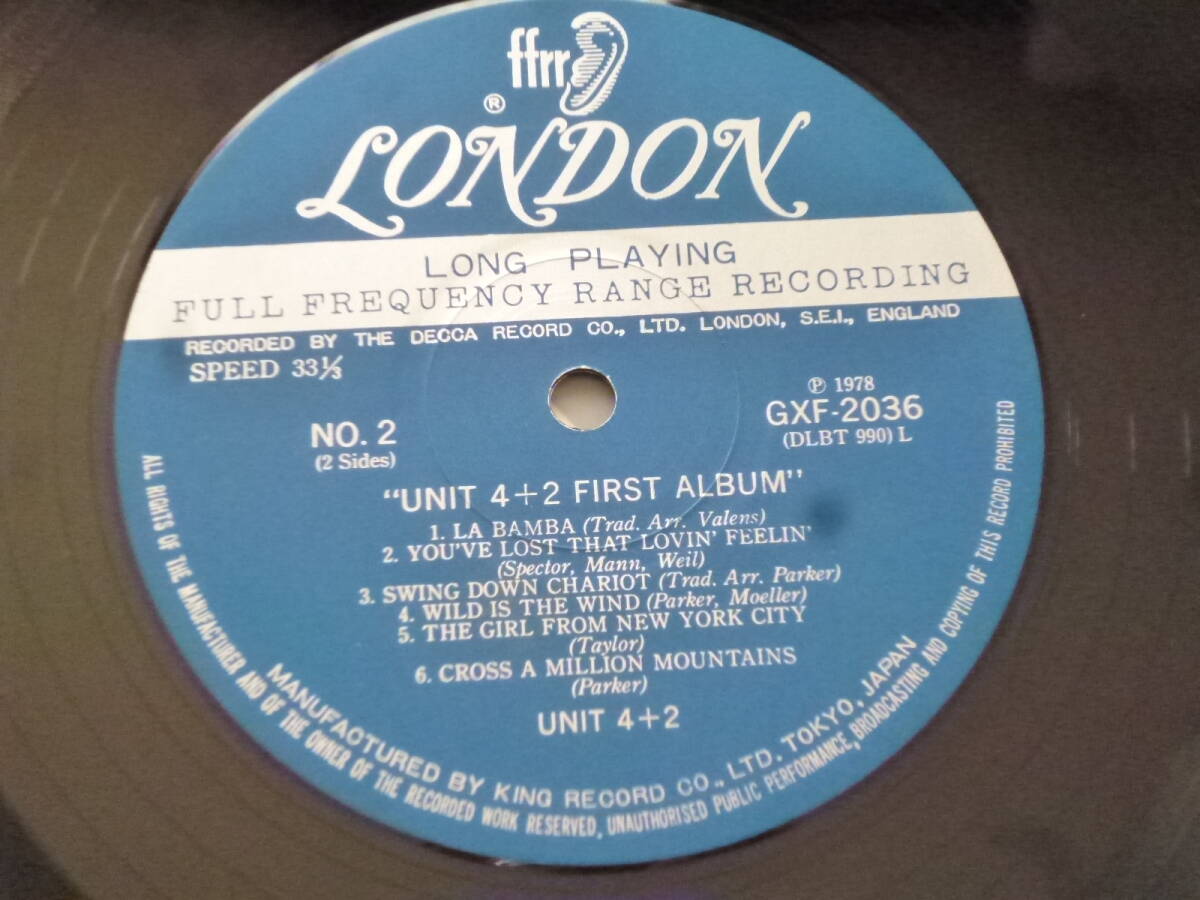 ffrr
®
LONDON
LONG PLAYING
FULL FREQUENCY RANGE RECORDING
RECORDED BY THE DECCA RECORD CO., LTD. LONDON, S.E.I., ENGLAND
SPEED 33⅓
℗ 1978
GXF-2036
(DLBT 990) L
NO. 2
(2 Sides)
"UNIT 4+2 FIRST ALBUM"
1. LA BAMBA (Trad. Arr. Valens)
2. YOU'VE LOST THAT LOVIN' FEELIN'
(Spector, Mann, Weil)
3. SWING DOWN CHARIOT (Trad. Arr. Parker)
4. WILD IS THE WIND (Parker, Moeller)
5. THE GIRL FROM NEW YORK CITY
(Taylor)
6. CROSS A MILLION MOUNTAINS
(Parker)
UNIT 4+2
MANUFACTURED BY KING RECORD CO., LTD. TOKYO, JAPAN
ALL RIGHTS OF THE MANUFACTURER AND OF THE OWNER OF THE RECORDED WORK RESERVED, UNAUTHORISED PUBLIC PERFORMANCE, BROADCASTING AND COPYING OF THIS RECORD PROHIBITED